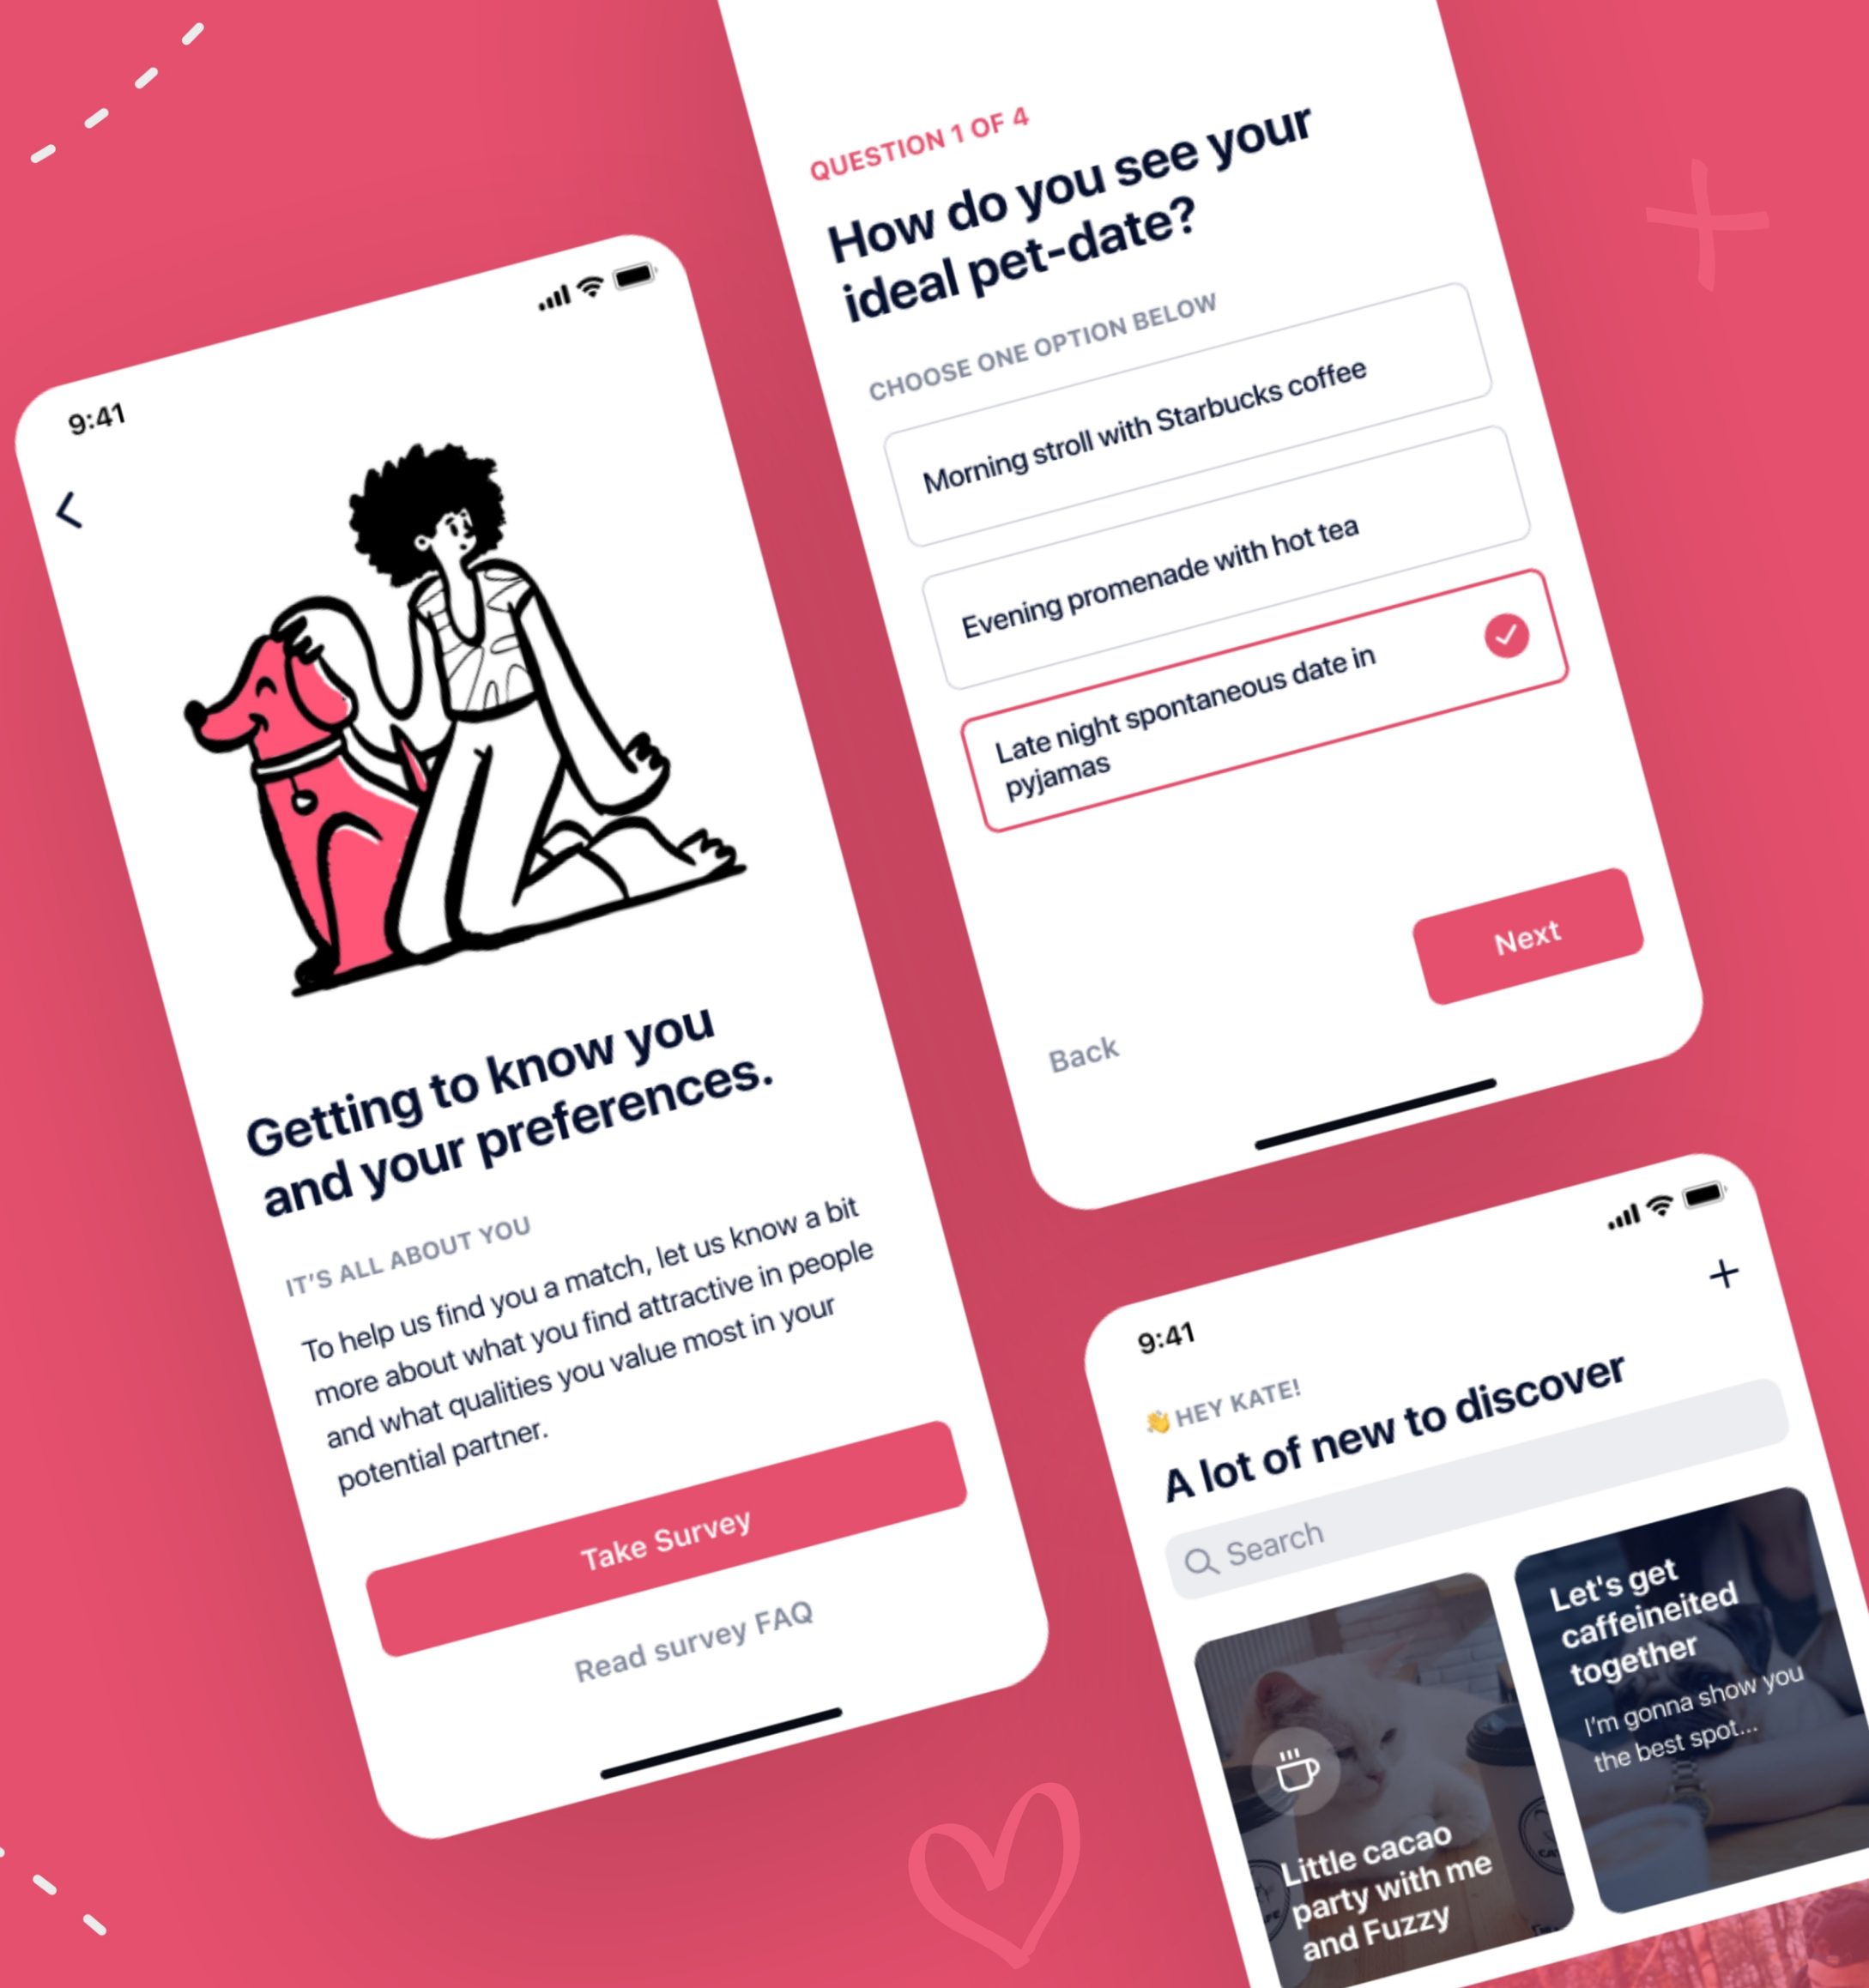 9:41
Getting to know you
and your preferences.
IT'S ALL ABOUT YOU
To help us find you a match, let us know a bit
more about what you find attractive in people
and what qualities you value most in your
potential partner.
Take Survey
Read survey FAQ
QUESTION 1 OF 4
How do you see your
ideal pet-date?
CHOOSE ONE OPTION BELOW
Morning stroll with Starbucks coffee
Evening promenade with hot tea
Late night spontaneous date in
pyjamas
Next
Back
9:41
👋 HEY KATE!
A lot of new to discover
Search
Little cacao
party with me
and Fuzzy
Let's get
caffeineited
together
I'm gonna show you
the best spot...